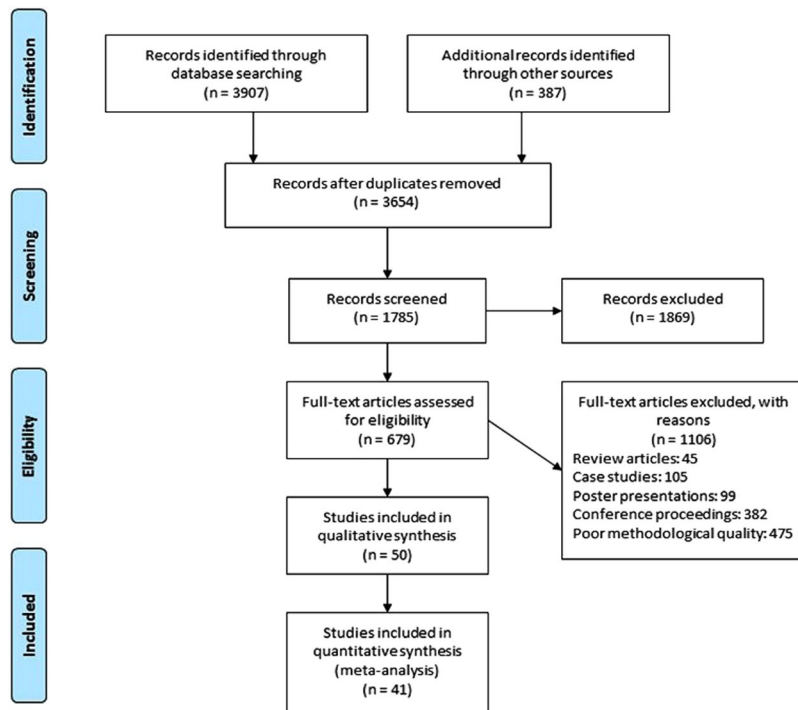 Identification
Records identified through
database searching
(n = 3907)
Additional records identified
through other sources
(n = 387)
Records after duplicates removed
(n = 3654)
Screening
Records screened
(n = 1785)
Records excluded
(n = 1869)
Eligibility
Full-text articles assessed
for eligibility
(n = 679)
Full-text articles excluded, with
reasons
(n = 1106)
Review articles: 45
Case studies: 105
Poster presentations: 99
Conference proceedings: 382
Poor methodological quality: 475
Studies included in
qualitative synthesis
(n = 50)
Included
Studies included in
quantitative synthesis
(meta-analysis)
(n = 41)